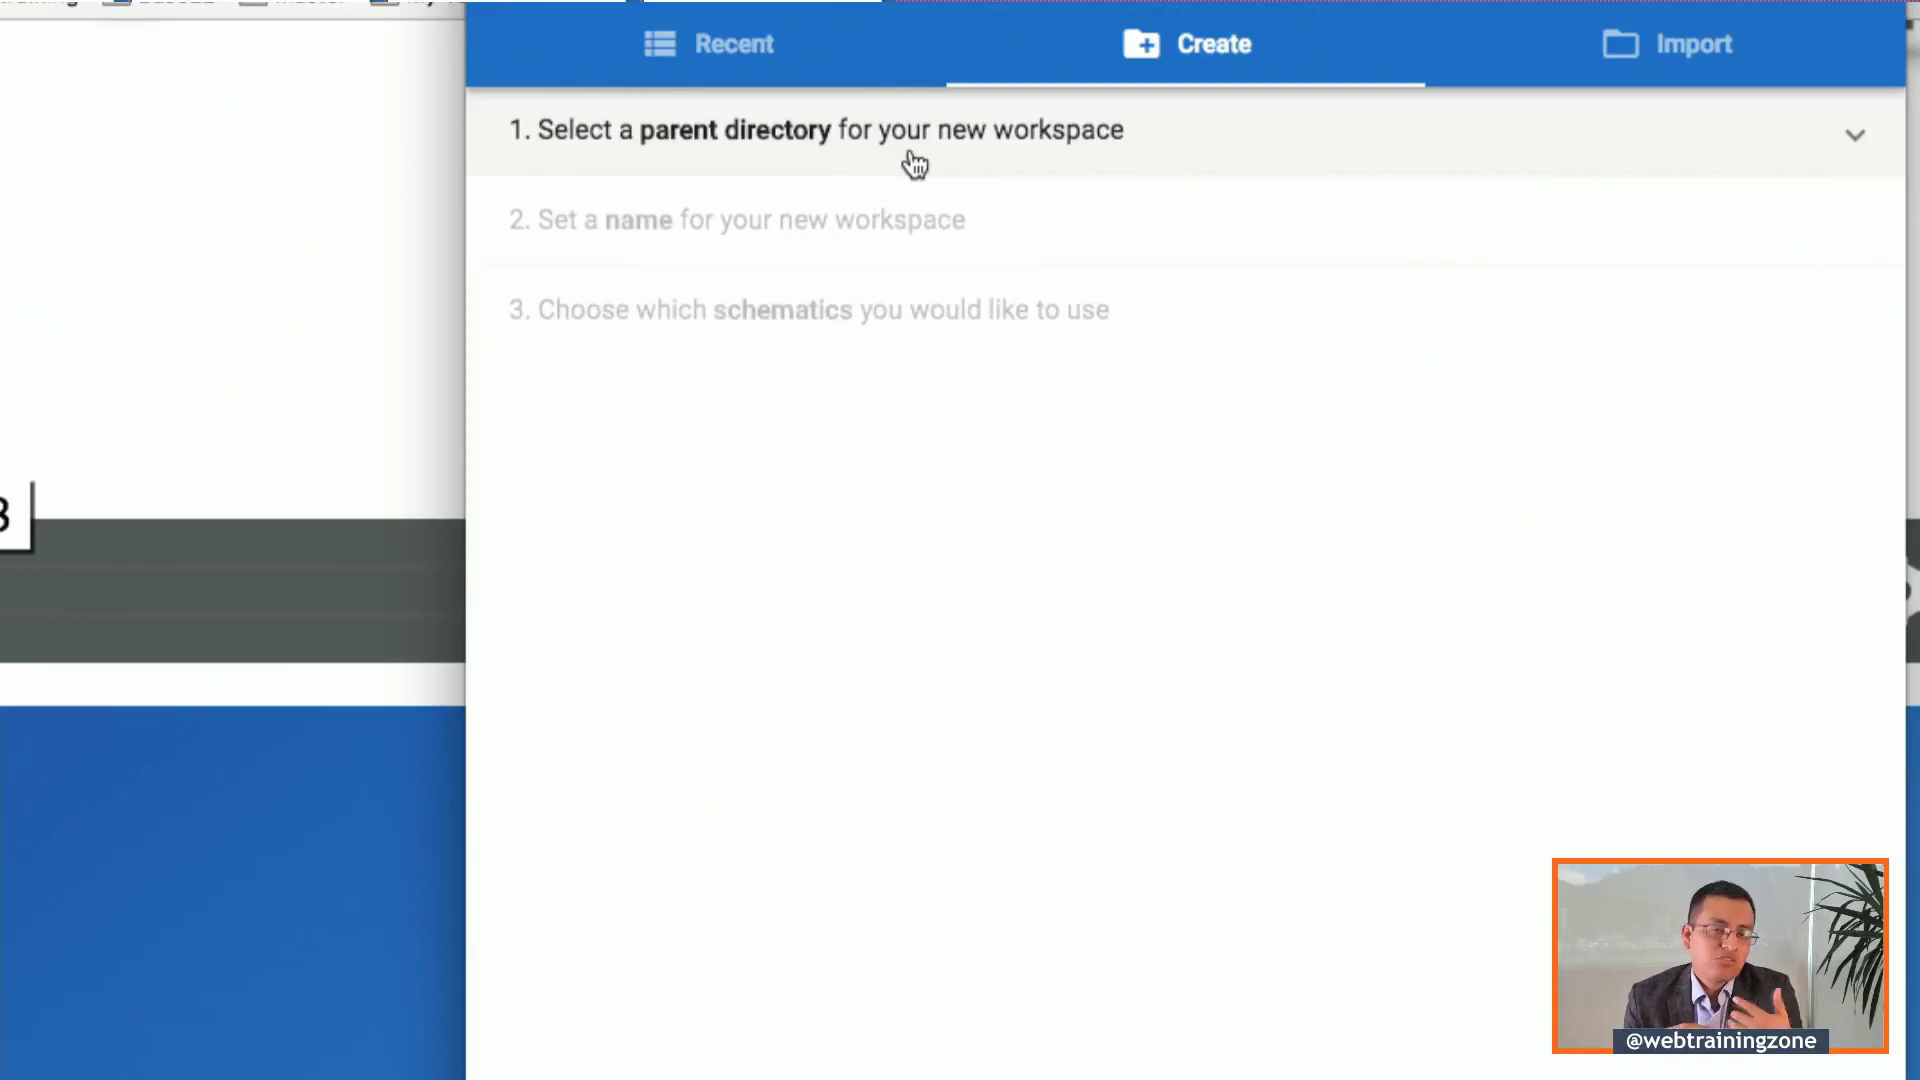 Recent
Create
Import
1. Select a parent directory for your new workspace
2. Set a name for your new workspace
3. Choose which schematics you would like to use
@webtrainingzone